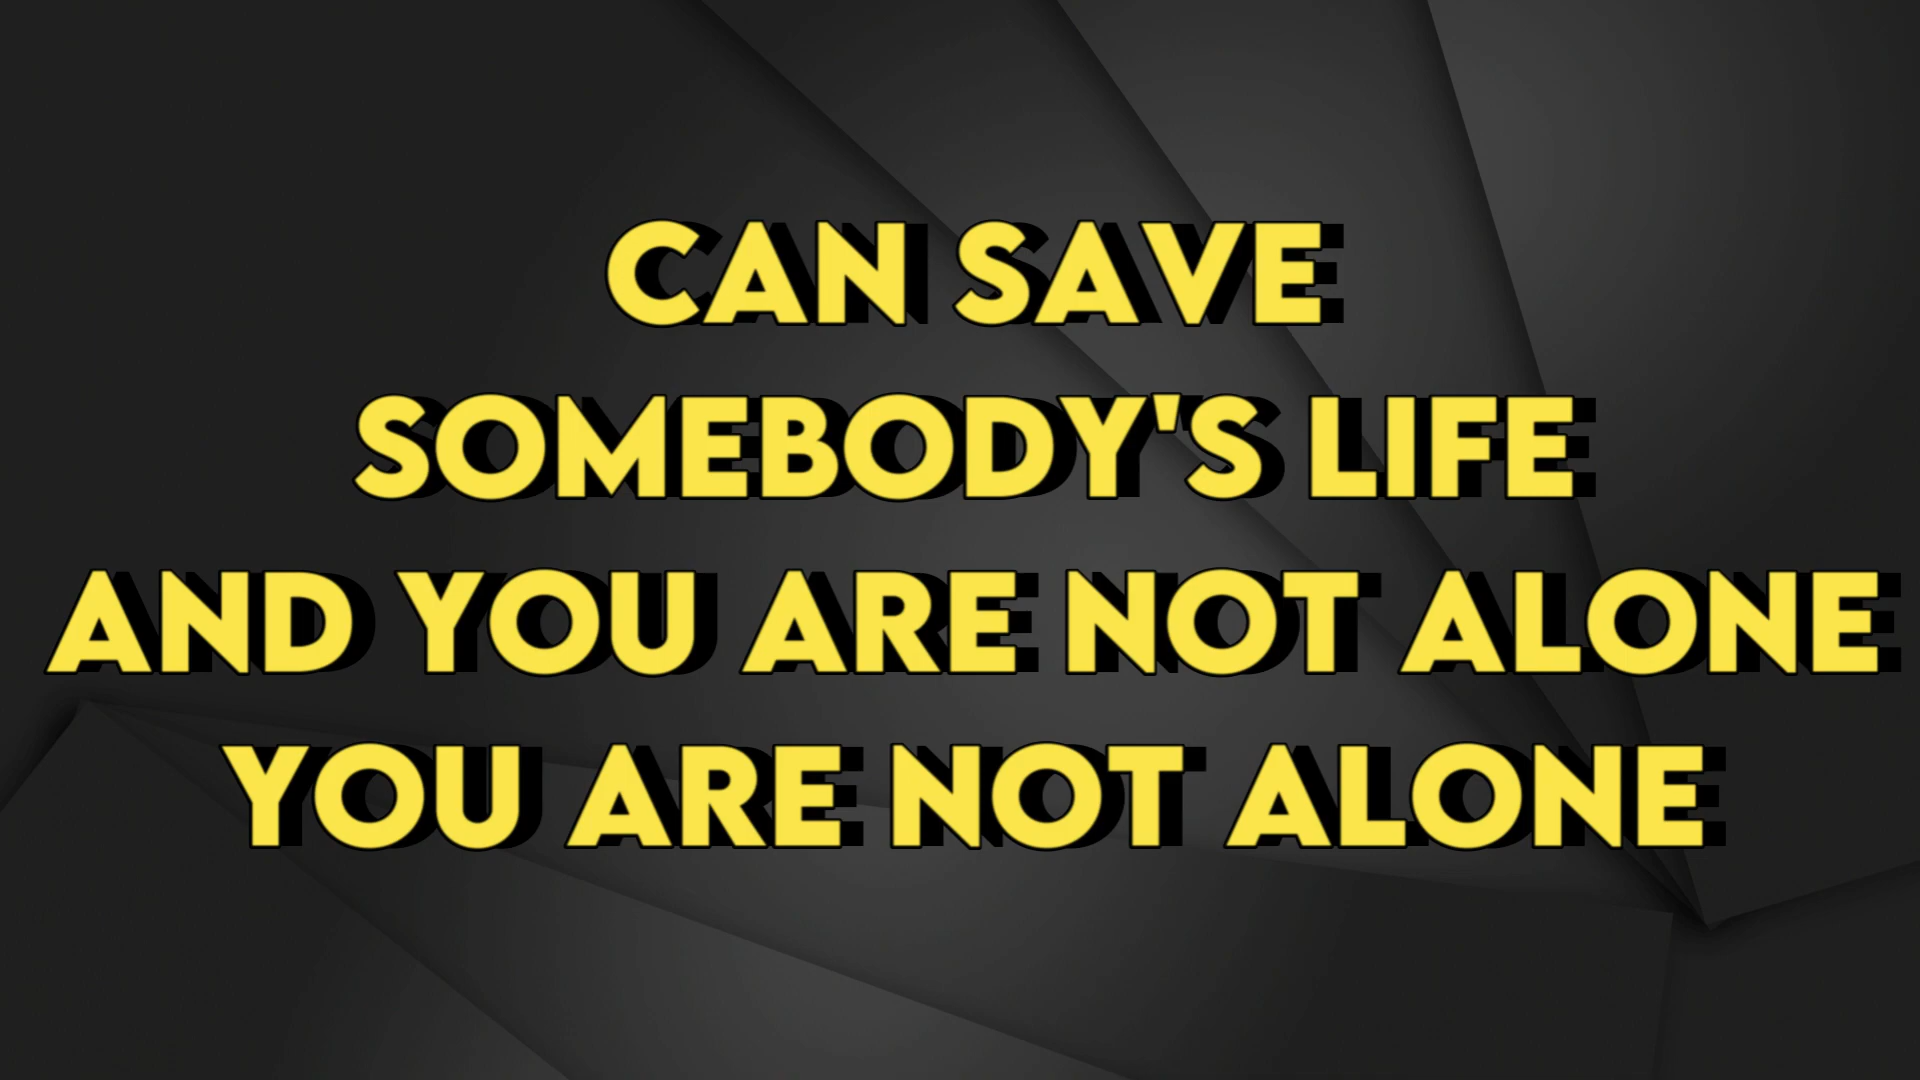 CAN SAVE
SOMEBODY'S LIFE
AND YOU ARE NOT ALONE
YOU ARE NOT ALONE